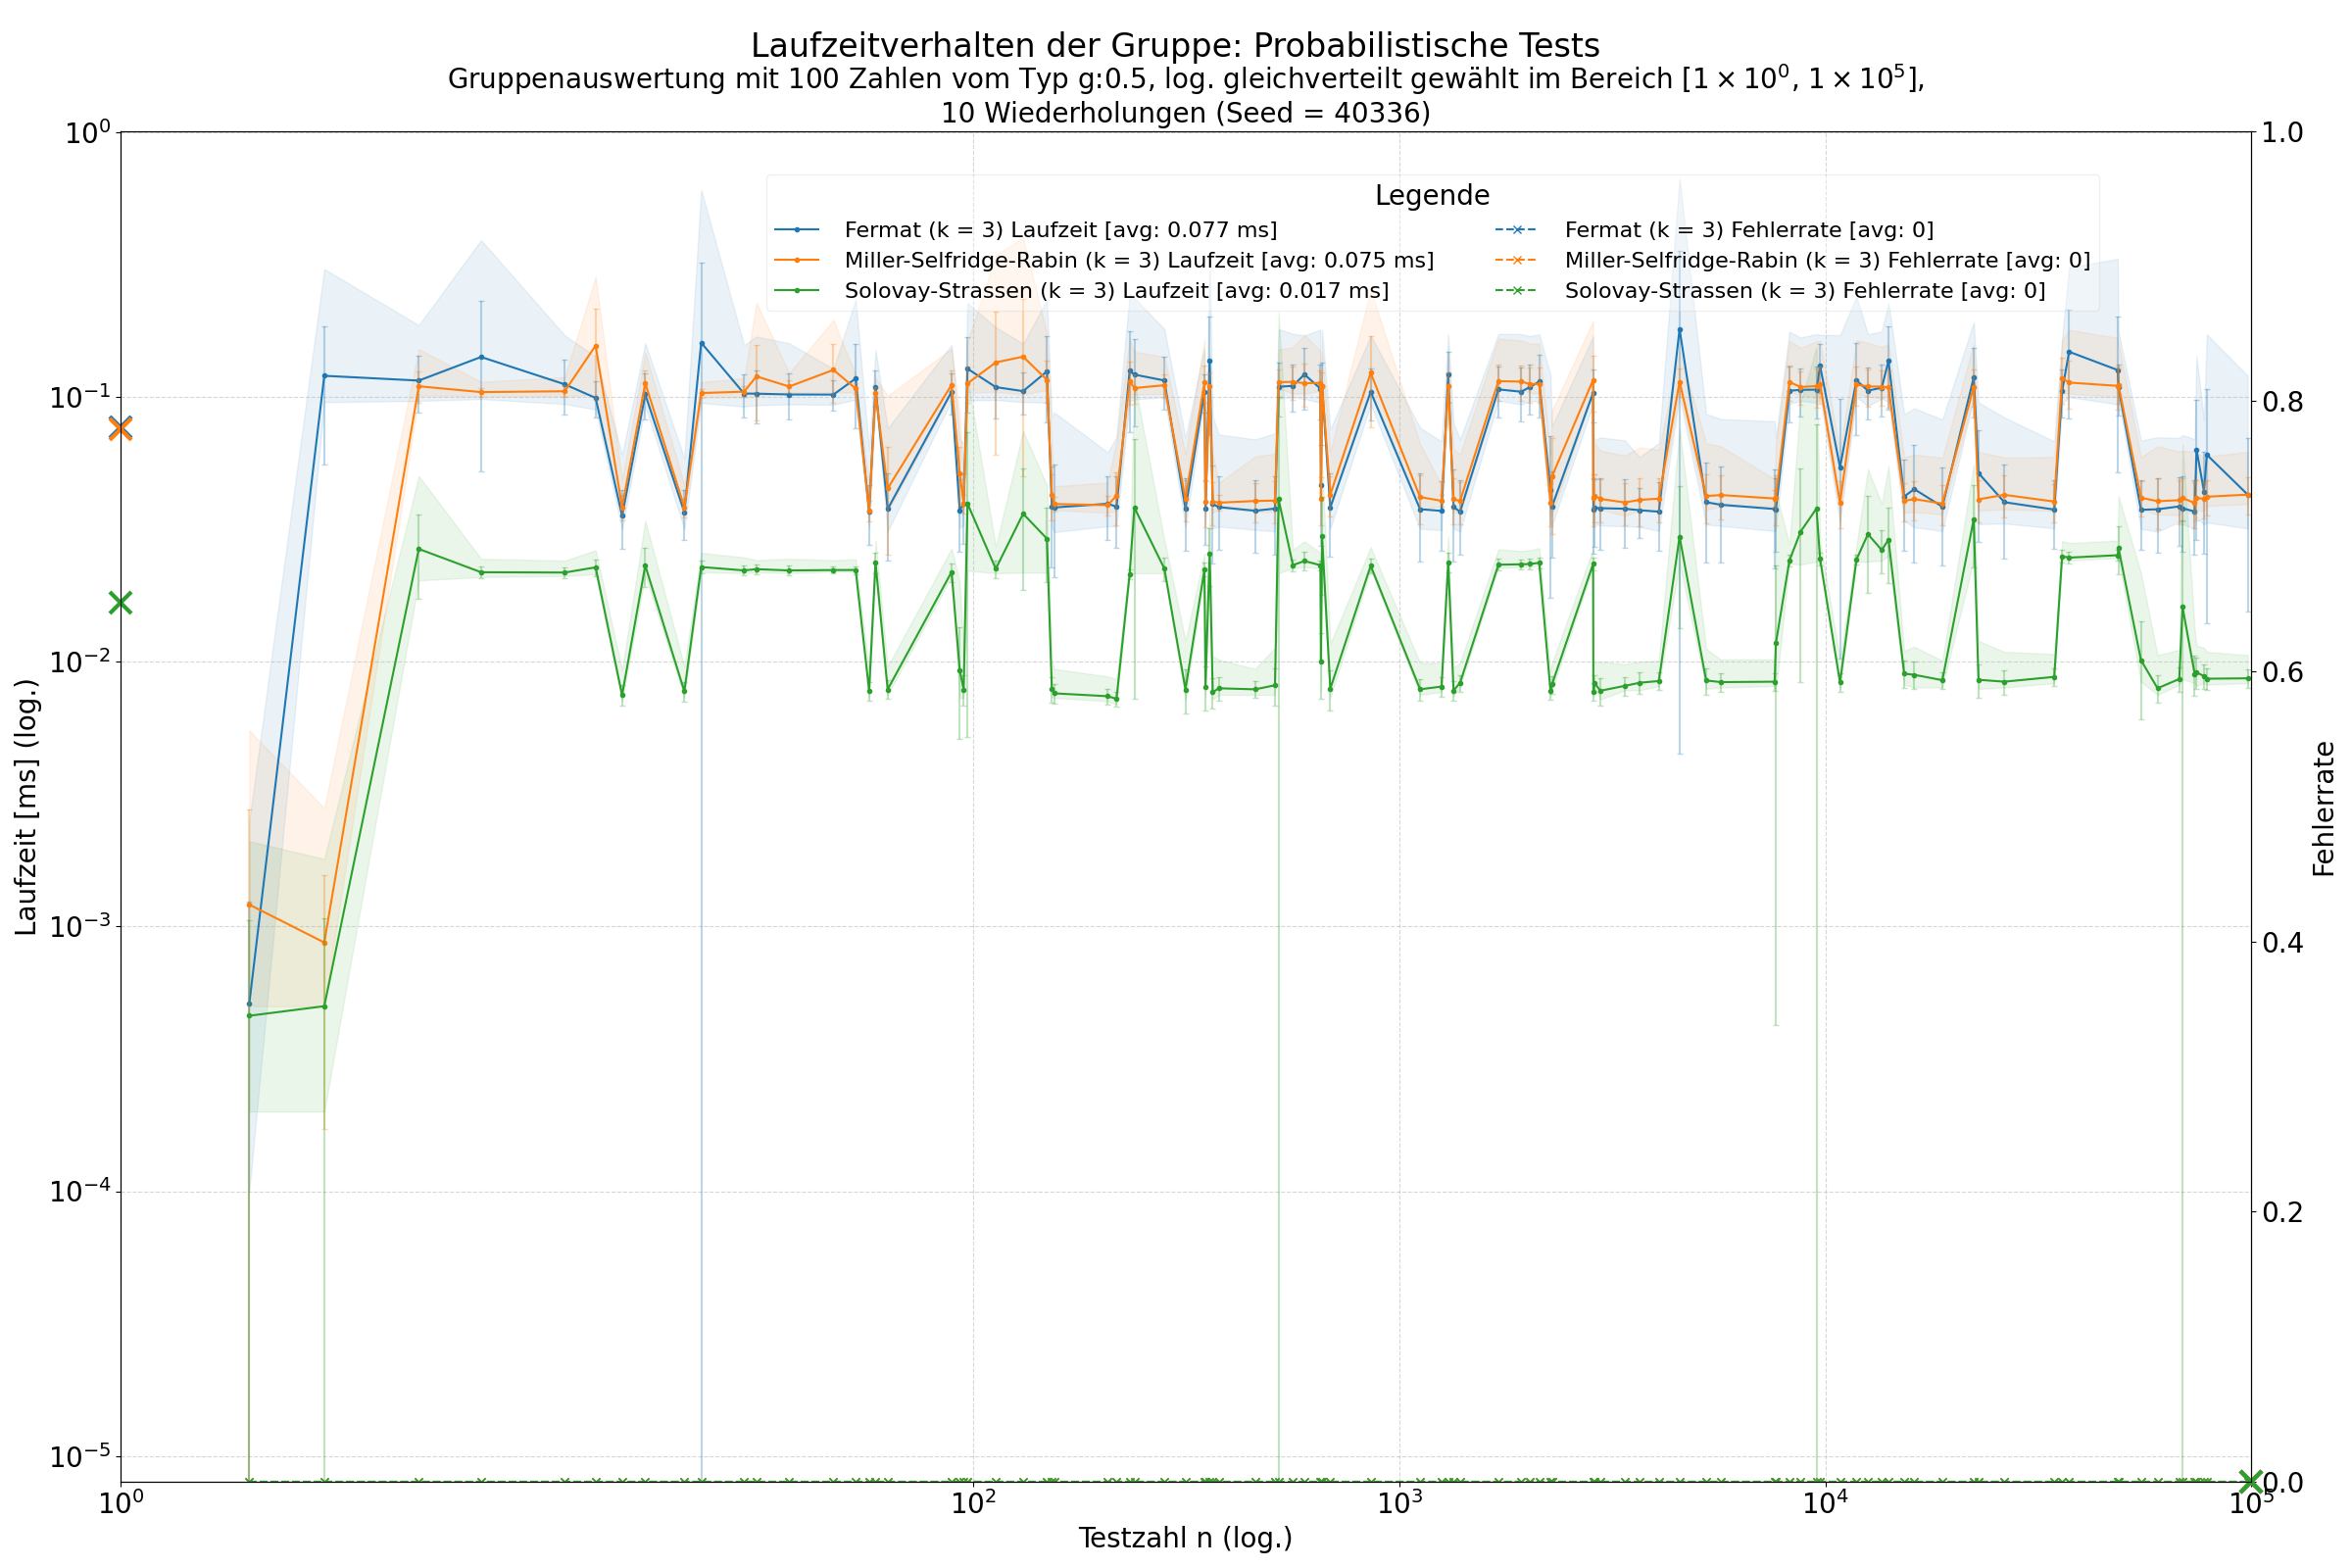 Laufzeitverhalten der Gruppe: Probabilistische Tests
Gruppenauswertung mit 100 Zahlen vom Typ g:0.5, log. gleichverteilt gewählt im Bereich [1 × 10⁰, 1 × 10⁵],
10 Wiederholungen (Seed = 40336)
Legende
Fermat (k = 3) Laufzeit [avg: 0.077 ms]
Miller-Selfridge-Rabin (k = 3) Laufzeit [avg: 0.075 ms]
Solovay-Strassen (k = 3) Laufzeit [avg: 0.017 ms]
Fermat (k = 3) Fehlerrate [avg: 0]
Miller-Selfridge-Rabin (k = 3) Fehlerrate [avg: 0]
Solovay-Strassen (k = 3) Fehlerrate [avg: 0]
Laufzeit [ms] (log.)
10⁰
10⁻¹
10⁻²
10⁻³
10⁻⁴
10⁻⁵
1.0
0.8
0.6
0.4
0.2
0.0
Fehlerrate
10⁰
10²
10³
10⁴
10⁵
Testzahl n (log.)